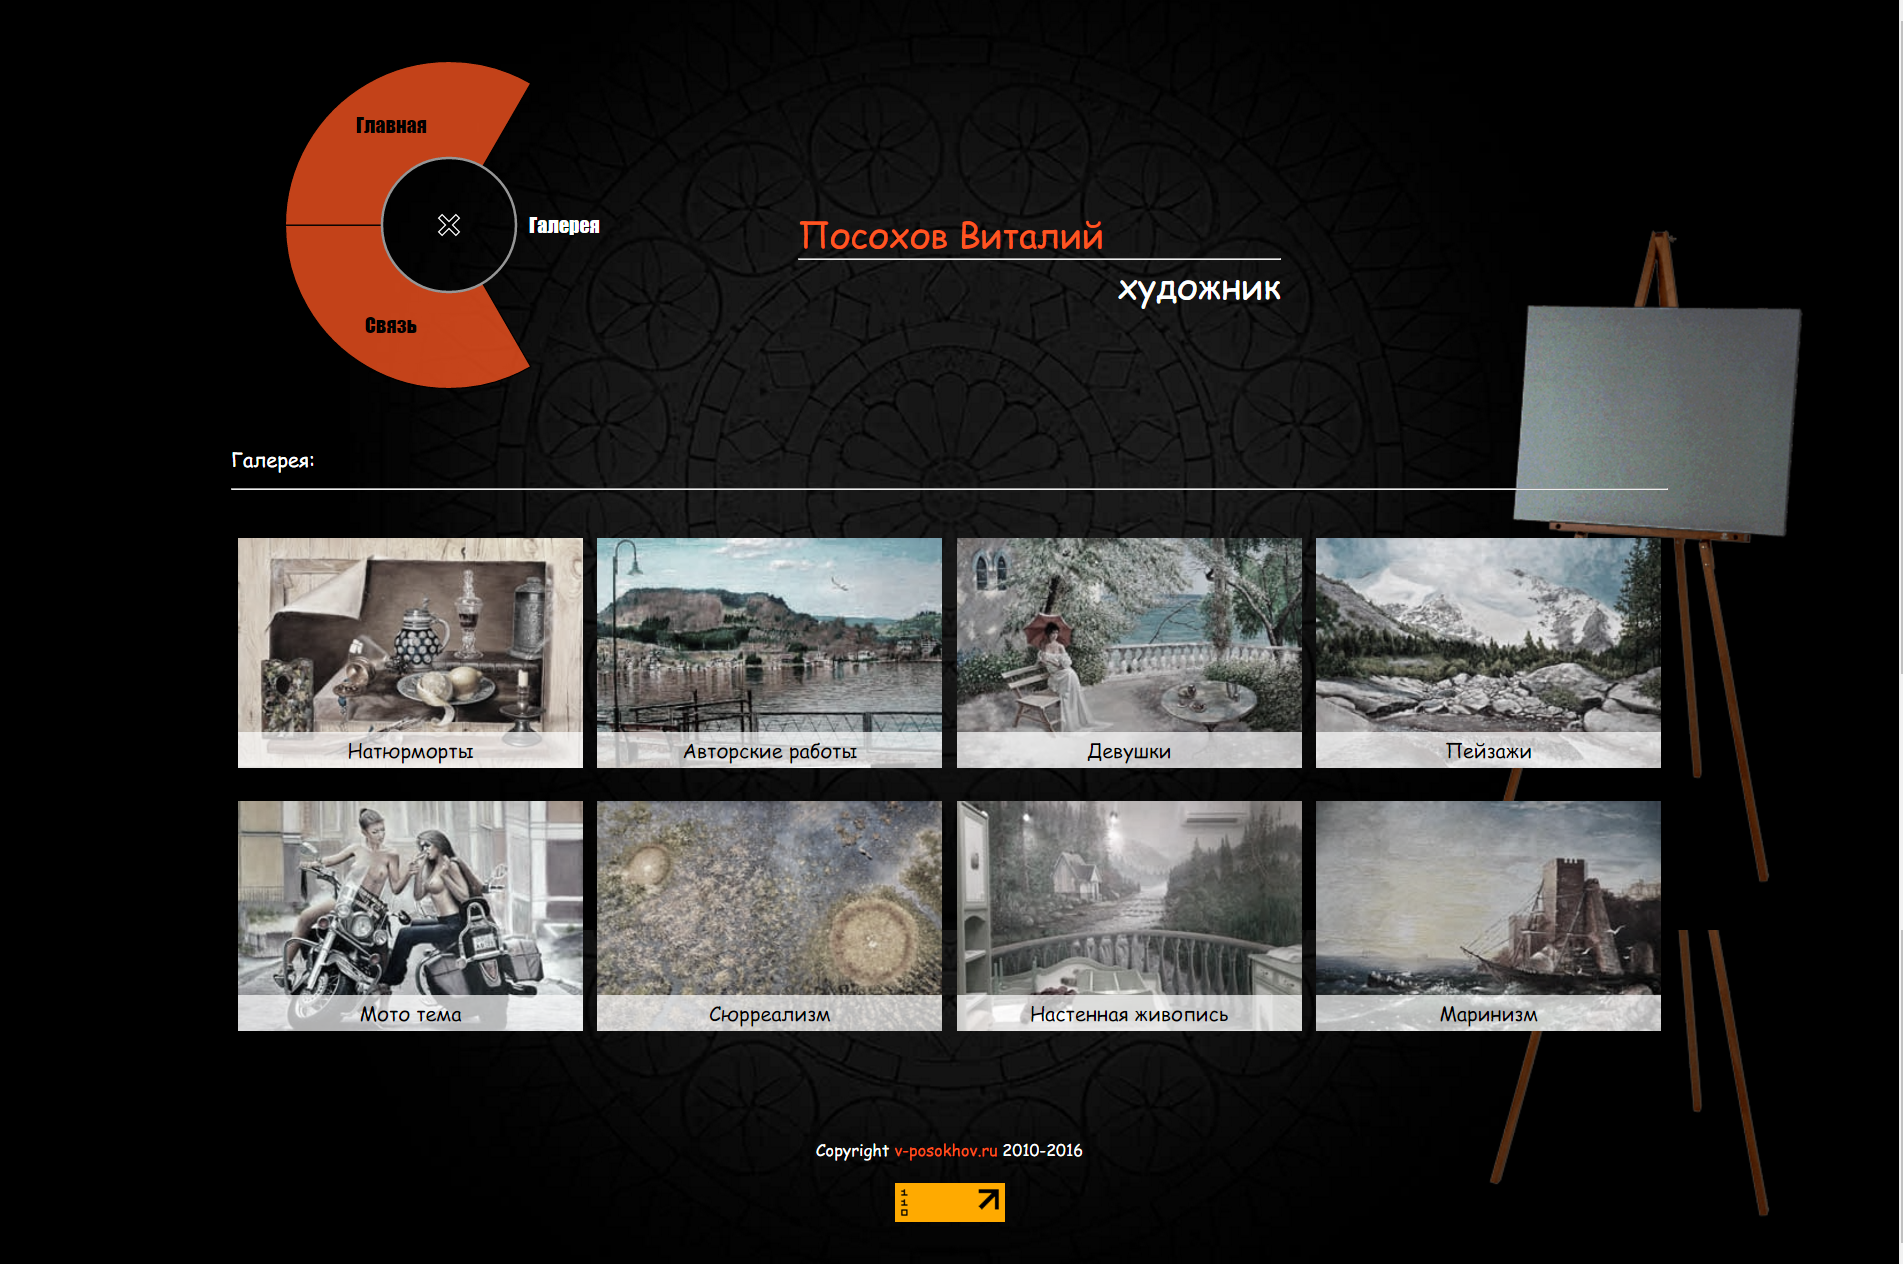 Главная
Галерея
Связь
Посохов Виталий
художник
Галерея:
Натюрморты
Авторские работы
Девушки
Пейзажи
Мото тема
Сюрреализм
Настенная живопись
Маринизм
Copyright v-posokhov.ru 2010-2016